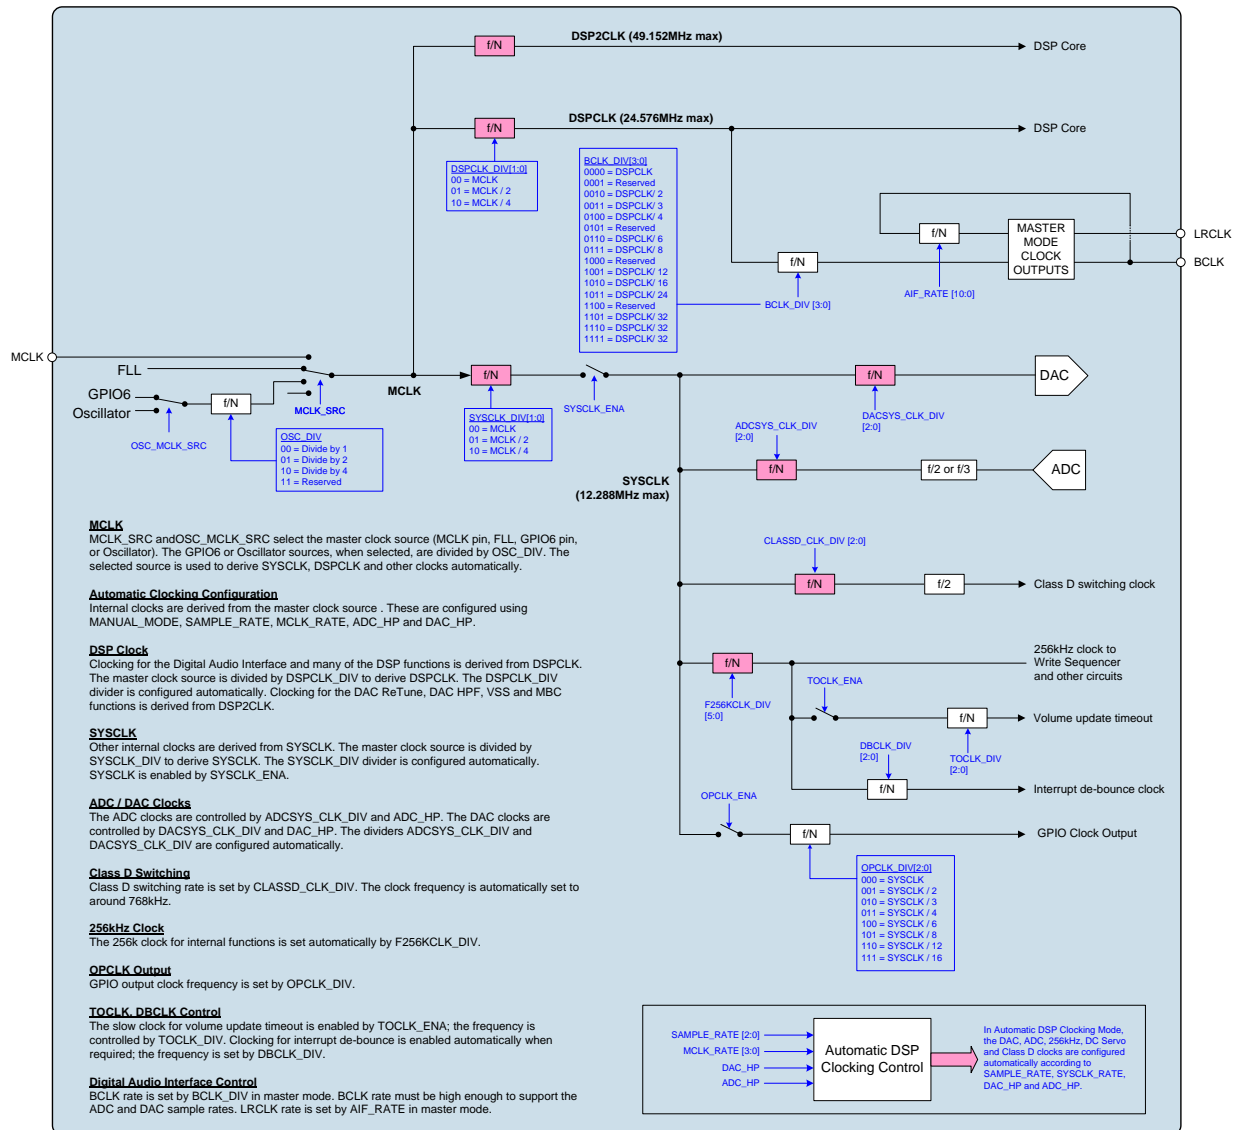 DSP2CLK (49.152MHz max)
f/N
DSP Core
DSPCLK (24.576MHz max)
f/N
DSP Core
DSPCLK_DIV[1:0]
00 = MCLK
01 = MCLK / 2
10 = MCLK / 4
BCLK_DIV[3:0]
0000 = DSPCLK
0001 = Reserved
0010 = DSPCLK/ 2
0011 = DSPCLK/ 3
0100 = DSPCLK/ 4
0101 = Reserved
0110 = DSPCLK/ 6
0111 = DSPCLK/ 8
1000 = Reserved
1001 = DSPCLK/ 12
1010 = DSPCLK/ 16
1011 = DSPCLK/ 24
1100 = Reserved
1101 = DSPCLK/ 32
1110 = DSPCLK/ 32
1111 = DSPCLK/ 32
f/N
BCLK_DIV [3:0]
f/N
AIF_RATE [10:0]
MASTER
MODE
CLOCK
OUTPUTS
LRCLK
BCLK
MCLK
FLL
GPIO6
Oscillator
OSC_MCLK_SRC
f/N
MCLK_SRC
OSC_DIV
00 = Divide by 1
01 = Divide by 2
10 = Divide by 4
11 = Reserved
MCLK
f/N
SYSCLK_DIV[1:0]
00 = MCLK
01 = MCLK / 2
10 = MCLK / 4
SYSCLK_ENA
f/N
DACSYS_CLK_DIV
[2:0]
DAC
ADCSYS_CLK_DIV
[2:0]
f/N
f/2 or f/3
ADC
SYSCLK
(12.288MHz max)
CLASSD_CLK_DIV [2:0]
f/N
f/2
Class D switching clock
f/N
F256KCLK_DIV
[5:0]
256kHz clock to
Write Sequencer
and other circuits
TOCLK_ENA
f/N
TOCLK_DIV
[2:0]
Volume update timeout
DBCLK_DIV
[2:0]
f/N
Interrupt de-bounce clock
OPCLK_ENA
f/N
GPIO Clock Output
OPCLK_DIV[2:0]
000 = SYSCLK
001 = SYSCLK / 2
010 = SYSCLK / 3
011 = SYSCLK / 4
100 = SYSCLK / 6
101 = SYSCLK / 8
110 = SYSCLK / 12
111 = SYSCLK / 16
MCLK
MCLK_SRC andOSC_MCLK_SRC select the master clock source (MCLK pin, FLL, GPIO6 pin,
or Oscillator). The GPIO6 or Oscillator sources, when selected, are divided by OSC_DIV. The
selected source is used to derive SYSCLK, DSPCLK and other clocks automatically.
Automatic Clocking Configuration
Internal clocks are derived from the master clock source . These are configured using
MANUAL_MODE, SAMPLE_RATE, MCLK_RATE, ADC_HP and DAC_HP.
DSP Clock
Clocking for the Digital Audio Interface and many of the DSP functions is derived from DSPCLK.
The master clock source is divided by DSPCLK_DIV to derive DSPCLK. The DSPCLK_DIV
divider is configured automatically. Clocking for the DAC ReTune, DAC HPF, VSS and MBC
functions is derived from DSP2CLK.
SYSCLK
Other internal clocks are derived from SYSCLK. The master clock source is divided by
SYSCLK_DIV to derive SYSCLK. The SYSCLK_DIV divider is configured automatically.
SYSCLK is enabled by SYSCLK_ENA.
ADC / DAC Clocks
The ADC clocks are controlled by ADCSYS_CLK_DIV and ADC_HP. The DAC clocks are
controlled by DACSYS_CLK_DIV and DAC_HP. The dividers ADCSYS_CLK_DIV and
DACSYS_CLK_DIV are configured automatically.
Class D Switching
Class D switching rate is set by CLASSD_CLK_DIV. The clock frequency is automatically set to
around 768kHz.
256kHz Clock
The 256k clock for internal functions is set automatically by F256KCLK_DIV.
OPCLK Output
GPIO output clock frequency is set by OPCLK_DIV.
TOCLK, DBCLK Control
The slow clock for volume update timeout is enabled by TOCLK_ENA; the frequency is
controlled by TOCLK_DIV. Clocking for interrupt de-bounce is enabled automatically when
required; the frequency is set by DBCLK_DIV.
Digital Audio Interface Control
BCLK rate is set by BCLK_DIV in master mode. BCLK rate must be high enough to support the
ADC and DAC sample rates. LRCLK rate is set by AIF_RATE in master mode.
SAMPLE_RATE [2:0]
MCLK_RATE [3:0]
DAC_HP
ADC_HP
Automatic DSP
Clocking Control
In Automatic DSP Clocking Mode,
the DAC, ADC, 256kHz, DC Servo
and Class D clocks are configured
automatically according to
SAMPLE_RATE, SYSCLK_RATE,
DAC_HP and ADC_HP.